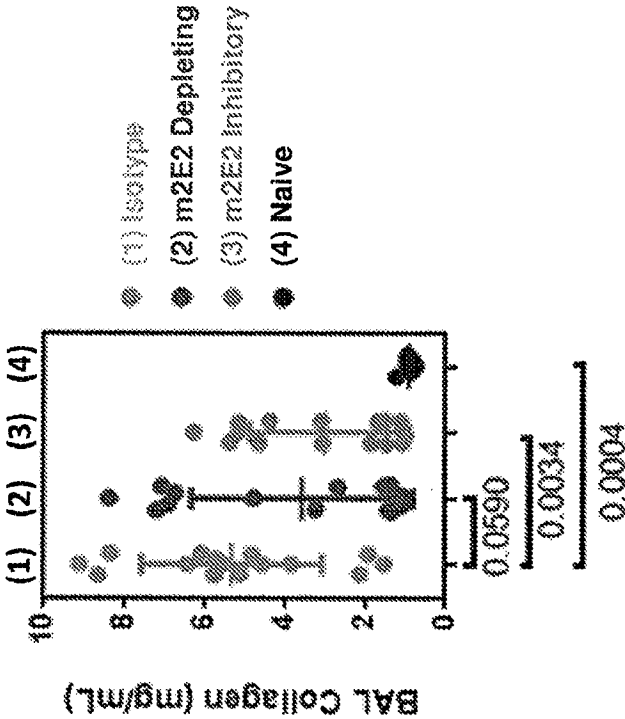 (1) (2) (3) (4)
BAL Collagen (mg/mL)
10
8
6
4
2
0
(1) Isotype
(2) m2E2 Depleting
(3) m2E2 Inhibitory
(4) Naive
0.0590
0.0034
0.0004